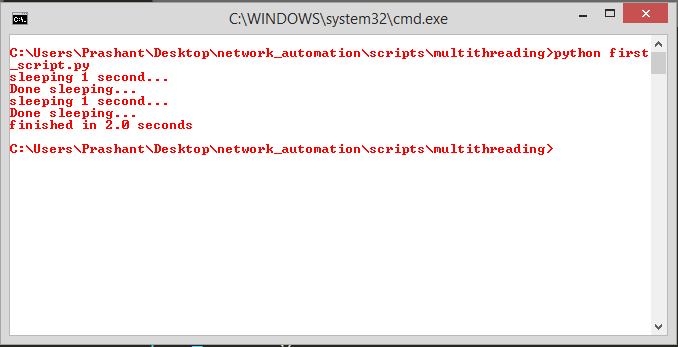 C:\WINDOWS\system32\cmd.exe
C:\Users\Prashant\Desktop\network_automation\scripts\multithreading>python first
_script.py
sleeping 1 second...
Done sleeping...
sleeping 1 second...
Done sleeping...
finished in 2.0 seconds
C:\Users\Prashant\Desktop\network_automation\scripts\multithreading>